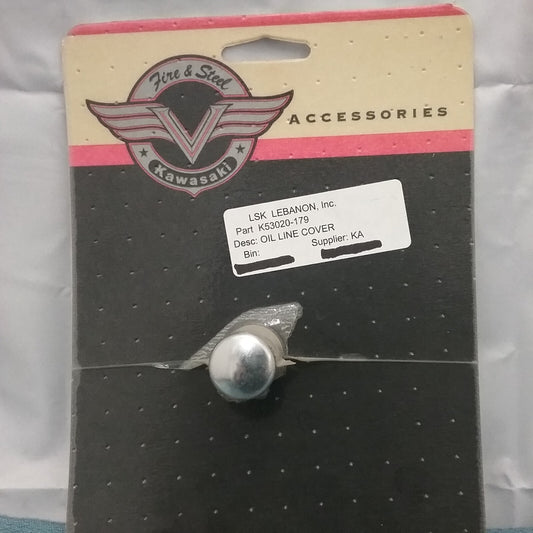 Fire & Steel
V
Kawasaki
ACCESSORIES
LSK LEBANON, Inc.
Part K53020-179
Desc: OIL LINE COVER
Bin: Supplier: KA